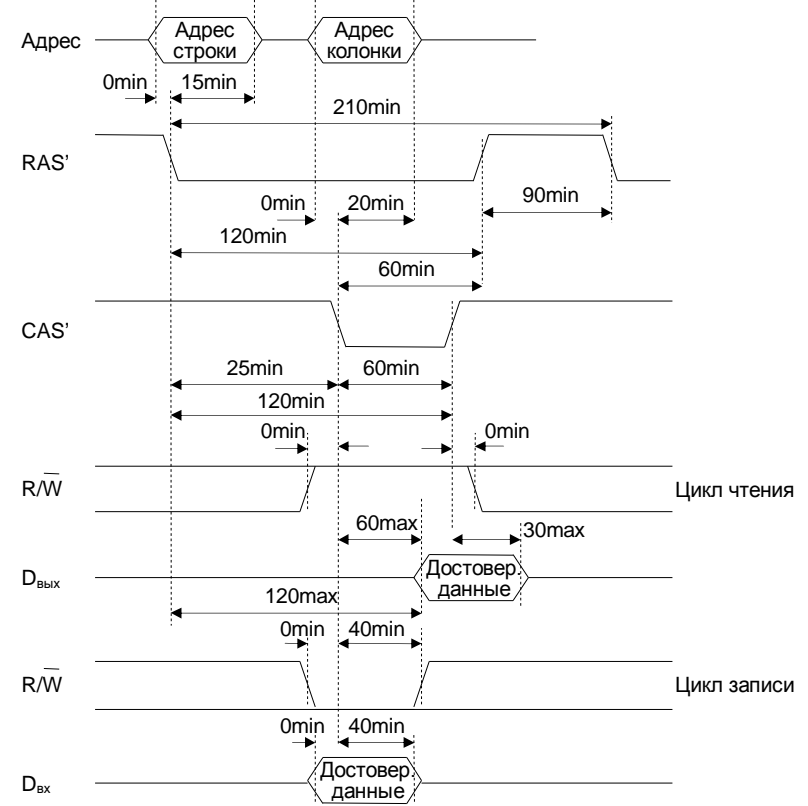 Адрес
Адрес
строки
Адрес
колонки
0min
15min
210min
RAS’
0min
20min
90min
120min
60min
CAS’
25min
60min
120min
0min
0min
R/W̅
Цикл чтения
60max
30max
Dвых
Достовер.
данные
120max
0min
40min
R/W̅
Цикл записи
0min
40min
Dвх
Достовер.
данные